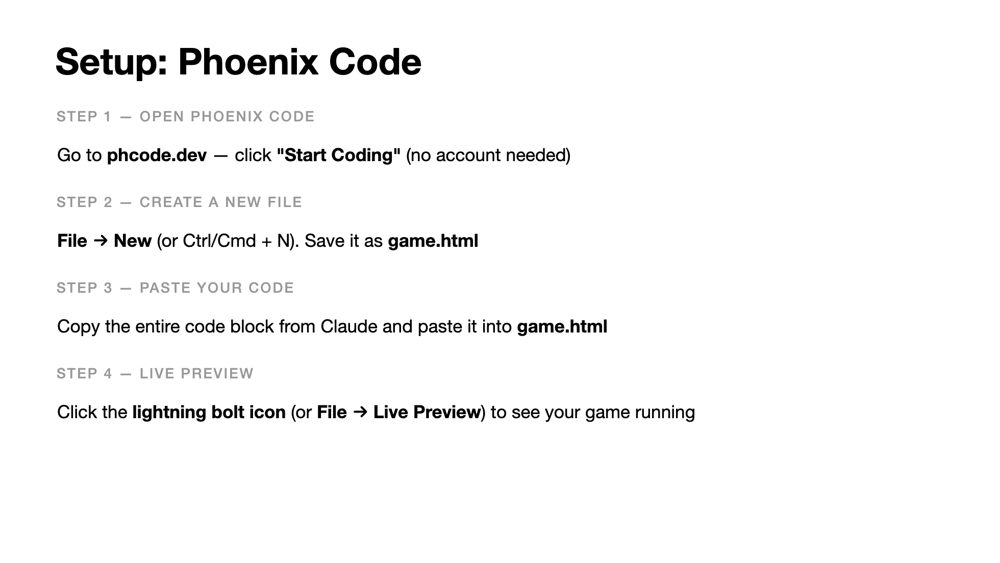 Setup: Phoenix Code
STEP 1 — OPEN PHOENIX CODE
Go to phcode.dev — click "Start Coding" (no account needed)
STEP 2 — CREATE A NEW FILE
File → New (or Ctrl/Cmd + N). Save it as game.html
STEP 3 — PASTE YOUR CODE
Copy the entire code block from Claude and paste it into game.html
STEP 4 — LIVE PREVIEW
Click the lightning bolt icon (or File → Live Preview) to see your game running